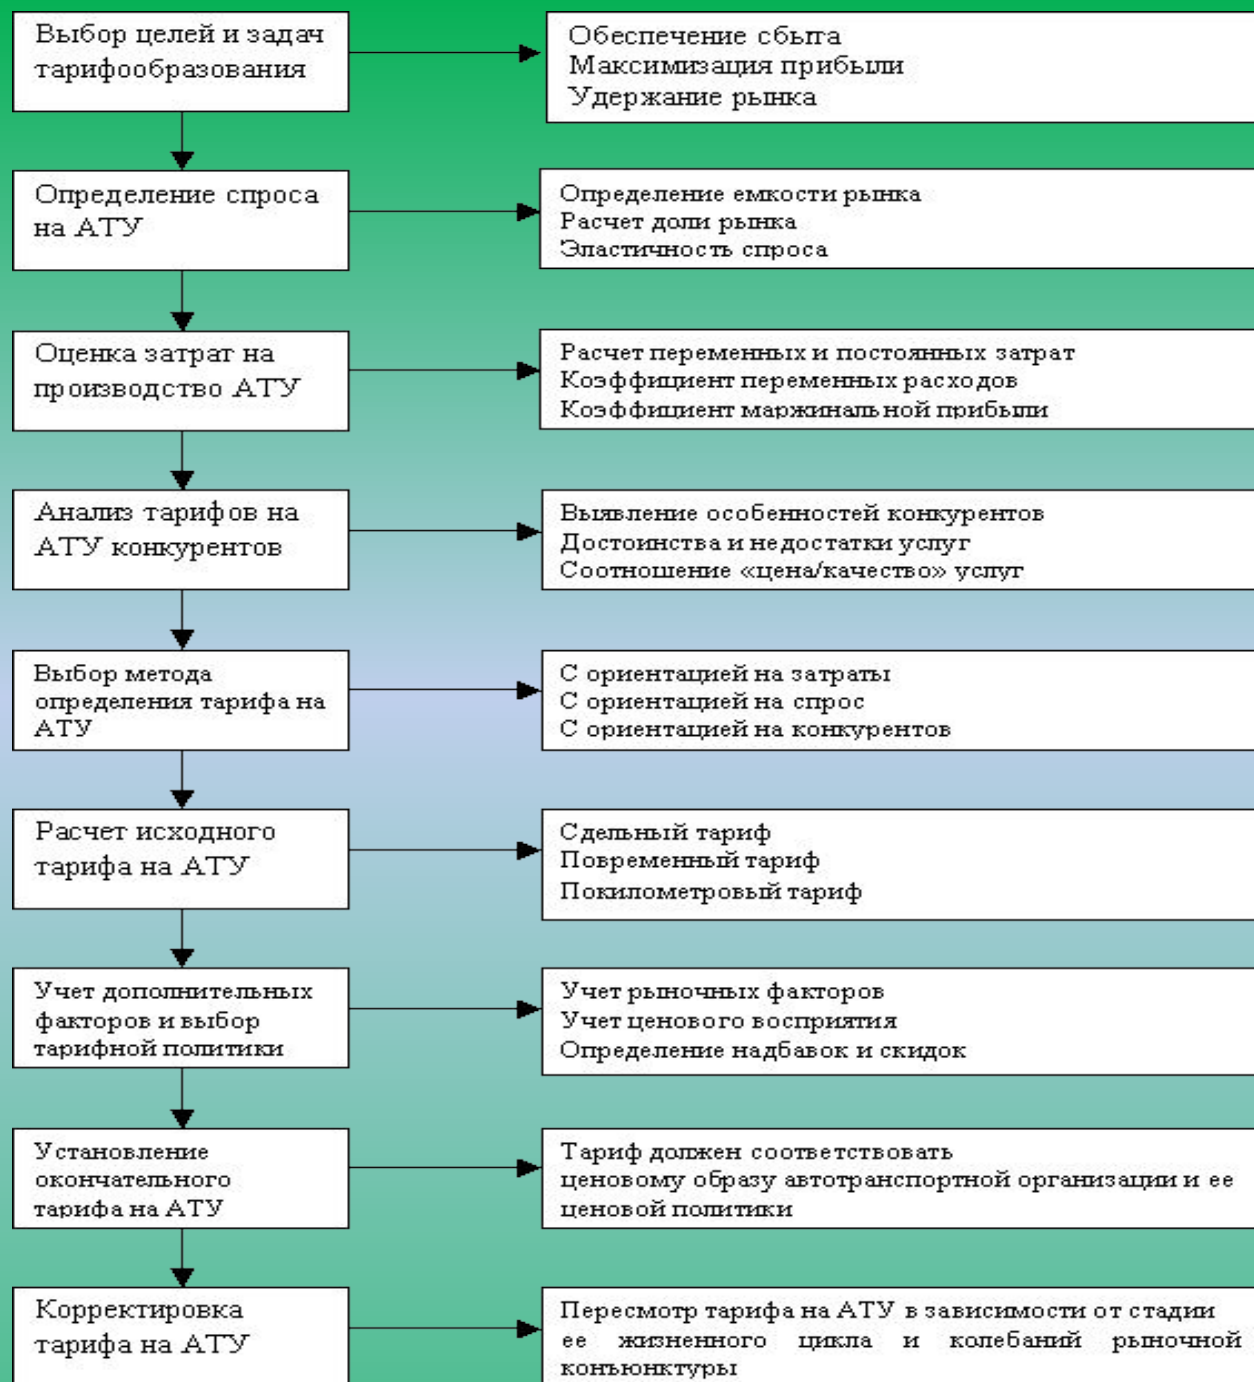 Выбор целей и задач
тарифообразования
Обеспечение сбыта
Максимизация прибыли
Удержание рынка
Определение спроса
на АТУ
Определение емкости рынка
Расчет доли рынка
Эластичность спроса
Оценка затрат на
производство АТУ
Расчет переменных и постоянных затрат
Коэффициент переменных расходов
Коэффициент маржинальной прибыли
Анализ тарифов на
АТУ конкурентов
Выявление особенностей конкурентов
Достоинства и недостатки услуг
Соотношение «цена/качество» услуг
Выбор метода
определения тарифа на
АТУ
С ориентацией на затраты
С ориентацией на спрос
С ориентацией на конкурентов
Расчет исходного
тарифа на АТУ
Сдельный тариф
Повременный тариф
Покилометровый тариф
Учет дополнительных
факторов и выбор
тарифной политики
Учет рыночных факторов
Учет ценового восприятия
Определение надбавок и скидок
Установление
окончательного
тарифа на АТУ
Тариф должен соответствовать
ценовому образу автотранспортной организации и ее
ценовой политики
Корректировка
тарифа на АТУ
Пересмотр тарифа на АТУ в зависимости от стадии
ее жизненного цикла и колебаний рыночной
конъюнктуры